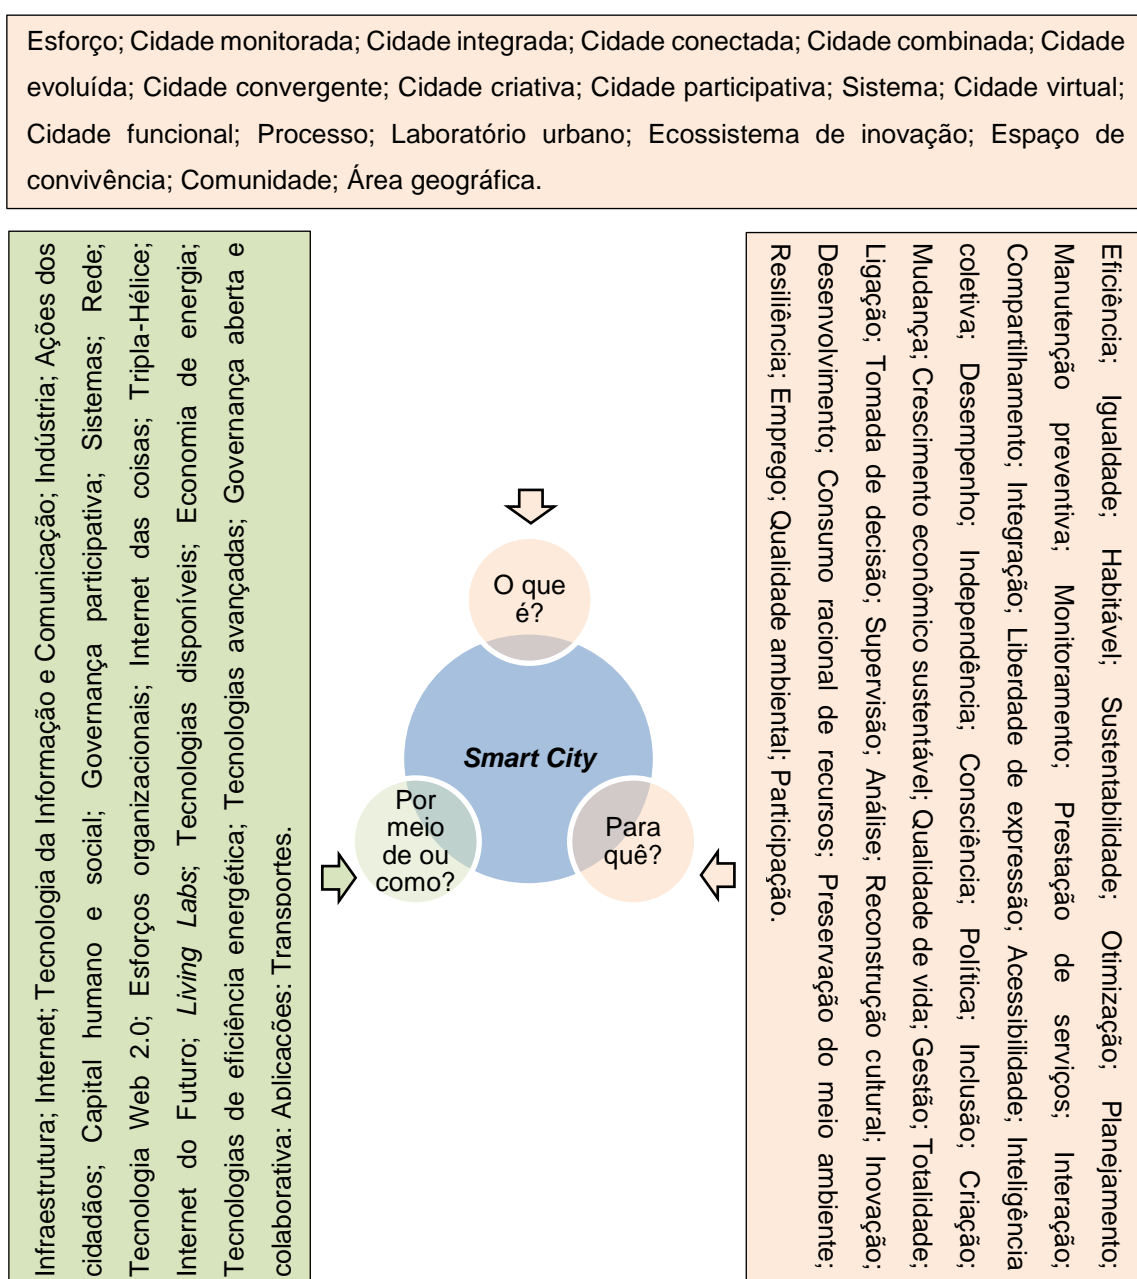 Esforço; Cidade monitorada; Cidade integrada; Cidade conectada; Cidade combinada; Cidade
evoluída; Cidade convergente; Cidade criativa; Cidade participativa; Sistema; Cidade virtual;
Cidade funcional; Processo; Laboratório urbano; Ecossistema de inovação; Espaço de
convivência; Comunidade; Área geográfica.
Infraestrutura; Internet; Tecnologia da Informação e Comunicação; Indústria; Ações dos
cidadãos; Capital humano e social; Governança participativa; Sistemas; Rede;
Tecnologia Web 2.0; Esforços organizacionais; Internet das coisas; Tripla-Hélice;
Internet do Futuro; Living Labs; Tecnologias disponíveis; Economia de energia;
Tecnologias de eficiência energética; Tecnologias avançadas; Governança aberta e
colaborativa; Aplicações; Transportes.
O que
é?
Smart City
Por
meio
de ou
como?
Para
quê?
Eficiência; Igualdade; Habitável; Sustentabilidade; Otimização; Planejamento;
Manutenção preventiva; Monitoramento; Prestação de serviços; Interação;
Compartilhamento; Integração; Liberdade de expressão; Acessibilidade; Inteligência
coletiva; Desempenho; Independência; Consciência; Política; Inclusão; Criação;
Mudança; Crescimento econômico sustentável; Qualidade de vida; Gestão; Totalidade;
Ligação; Tomada de decisão; Supervisão; Análise; Reconstrução cultural; Inovação;
Desenvolvimento; Consumo racional de recursos; Preservação do meio ambiente;
Resiliência; Emprego; Qualidade ambiental; Participação.